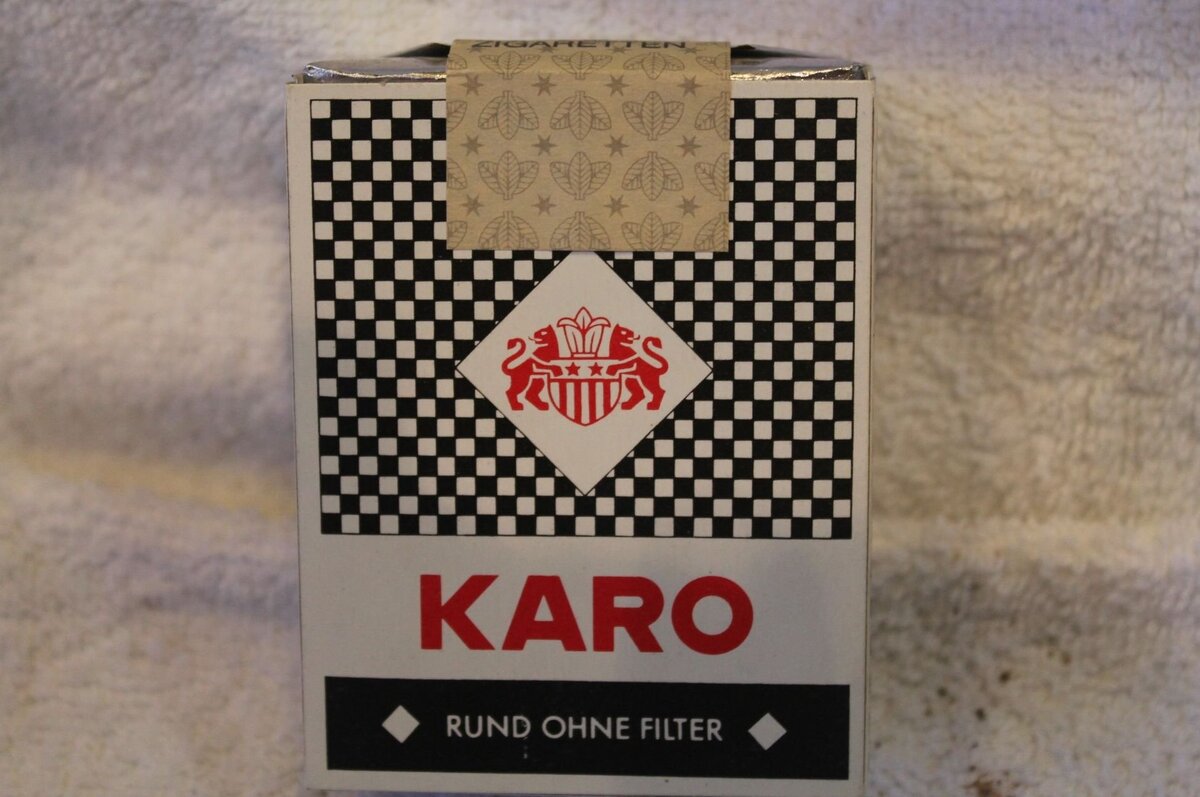 ZIGARETTEN
KARO
RUND OHNE FILTER